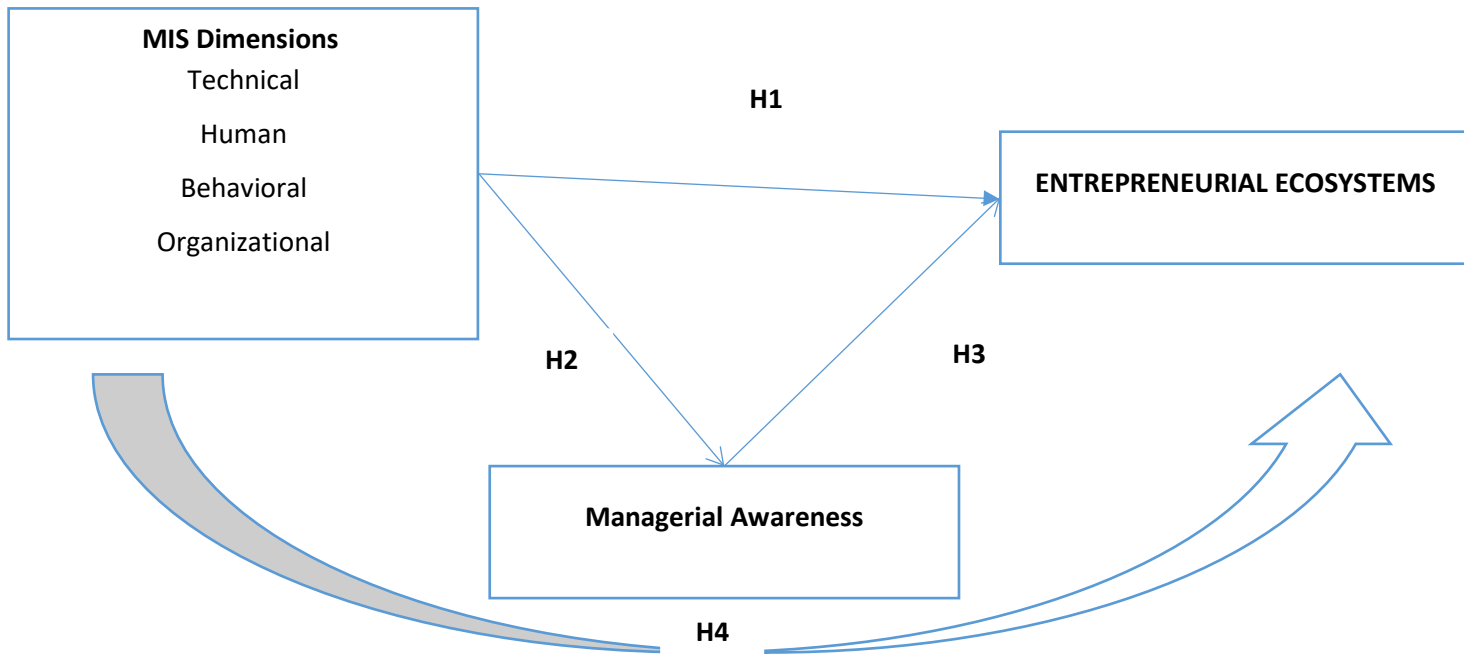 MIS Dimensions
Technical
Human
Behavioral
Organizational
H1
ENTREPRENEURIAL ECOSYSTEMS
H2
H3
Managerial Awareness
H4